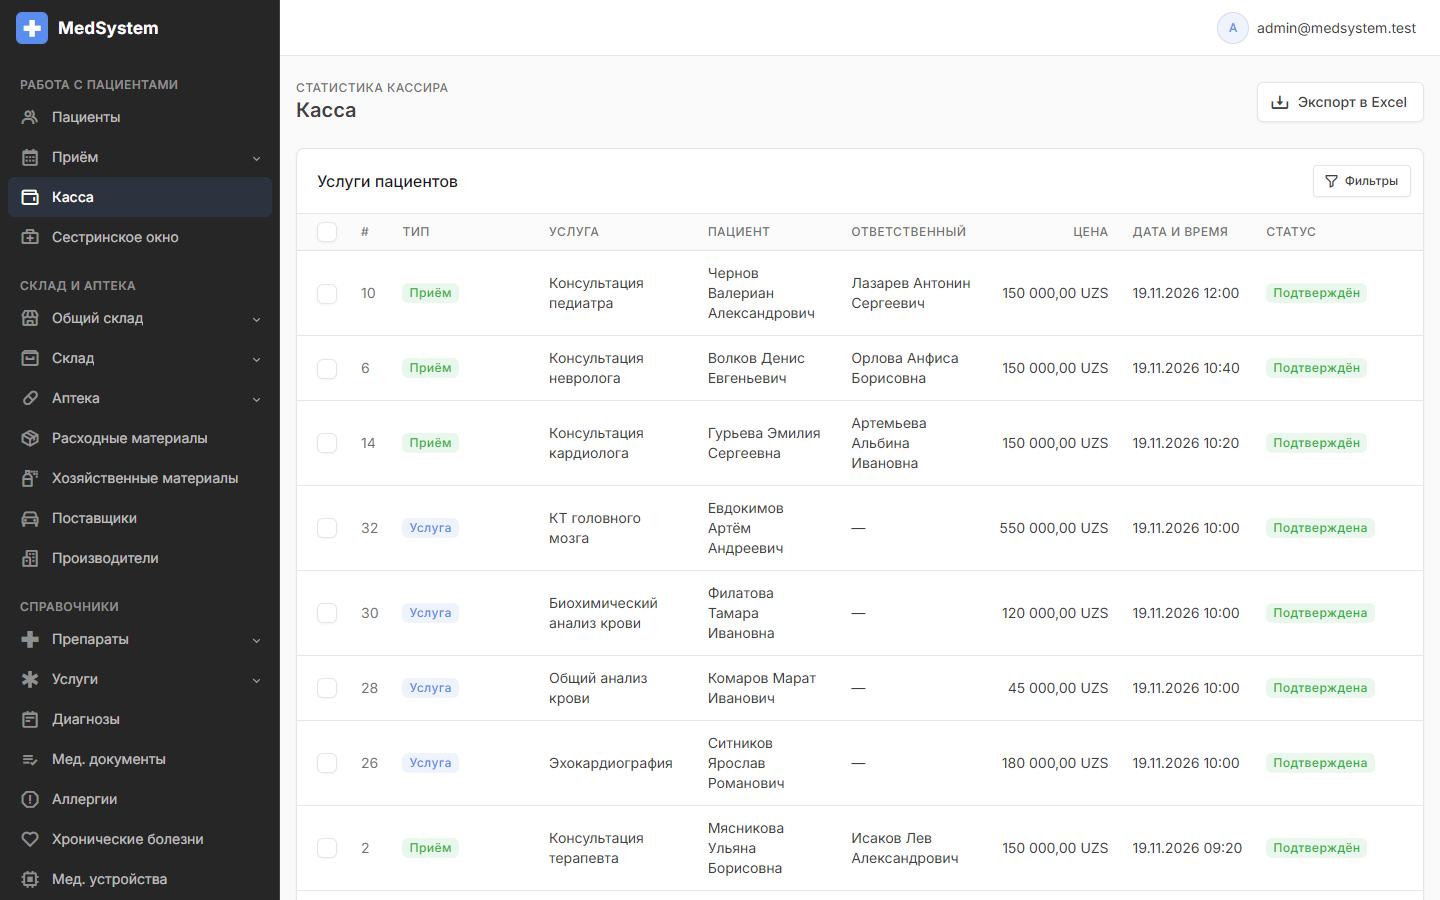 MedSystem
A
admin@medsystem.test
РАБОТА С ПАЦИЕНТАМИ
Пациенты
Приём
Касса
Сестринское окно
СКЛАД И АПТЕКА
Общий склад
Склад
Аптека
Расходные материалы
Хозяйственные материалы
Поставщики
Производители
СПРАВОЧНИКИ
Препараты
Услуги
Диагнозы
Мед. документы
Аллергии
Хронические болезни
Мед. устройства
СТАТИСТИКА КАССИРА
Касса
Экспорт в Excel
Услуги пациентов
Фильтры
# ТИП УСЛУГА ПАЦИЕНТ ОТВЕТСТВЕННЫЙ ЦЕНА ДАТА И ВРЕМЯ СТАТУС
10 Приём
Консультация
педиатра
Чернов
Валериан
Александрович
Лазарев Антонин
Сергеевич
150 000,00 UZS 19.11.2026 12:00 Подтверждён
6 Приём
Консультация
невролога
Волков Денис
Евгеньевич
Орлова Анфиса
Борисовна
150 000,00 UZS 19.11.2026 10:40 Подтверждён
14 Приём
Консультация
кардиолога
Гурьева Эмилия
Сергеевна
Артемьева
Альбина
Ивановна
150 000,00 UZS 19.11.2026 10:20 Подтверждён
32 Услуга
КТ головного
мозга
Евдокимов
Артём
Андреевич
—
550 000,00 UZS 19.11.2026 10:00 Подтверждена
30 Услуга
Биохимический
анализ крови
Филатова
Тамара
Ивановна
—
120 000,00 UZS 19.11.2026 10:00 Подтверждена
28 Услуга
Общий анализ
крови
Комаров Марат
Иванович
—
45 000,00 UZS 19.11.2026 10:00 Подтверждена
26 Услуга
Эхокардиография
Ситников
Ярослав
Романович
—
180 000,00 UZS 19.11.2026 10:00 Подтверждена
2 Приём
Консультация
терапевта
Мясникова
Ульяна
Борисовна
Исаков Лев
Александрович
150 000,00 UZS 19.11.2026 09:20 Подтверждён